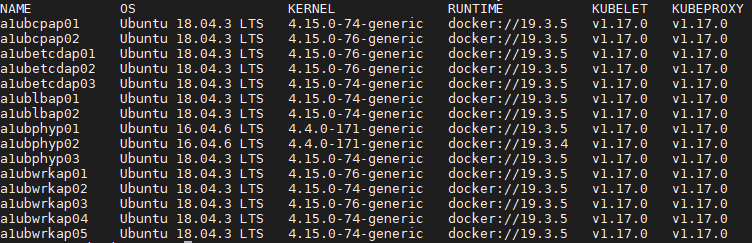 NAME OS KERNEL RUNTIME KUBELET KUBEPROXY
a1ubcpap01 Ubuntu 18.04.3 LTS 4.15.0-74-generic docker://19.3.5 v1.17.0 v1.17.0
a1ubcpap02 Ubuntu 18.04.3 LTS 4.15.0-76-generic docker://19.3.5 v1.17.0 v1.17.0
a1ubetcdap01 Ubuntu 18.04.3 LTS 4.15.0-76-generic docker://19.3.5 v1.17.0 v1.17.0
a1ubetcdap02 Ubuntu 18.04.3 LTS 4.15.0-76-generic docker://19.3.5 v1.17.0 v1.17.0
a1ubetcdap03 Ubuntu 18.04.3 LTS 4.15.0-74-generic docker://19.3.5 v1.17.0 v1.17.0
a1ublbap01 Ubuntu 18.04.3 LTS 4.15.0-74-generic docker://19.3.5 v1.17.0 v1.17.0
a1ublbap02 Ubuntu 18.04.3 LTS 4.15.0-74-generic docker://19.3.5 v1.17.0 v1.17.0
a1ubphyp01 Ubuntu 16.04.6 LTS 4.4.0-171-generic docker://19.3.5 v1.17.0 v1.17.0
a1ubphyp02 Ubuntu 16.04.6 LTS 4.4.0-171-generic docker://19.3.4 v1.17.0 v1.17.0
a1ubphyp03 Ubuntu 18.04.3 LTS 4.15.0-74-generic docker://19.3.5 v1.17.0 v1.17.0
a1ubwrkap01 Ubuntu 18.04.3 LTS 4.15.0-76-generic docker://19.3.5 v1.17.0 v1.17.0
a1ubwrkap02 Ubuntu 18.04.3 LTS 4.15.0-74-generic docker://19.3.5 v1.17.0 v1.17.0
a1ubwrkap03 Ubuntu 18.04.3 LTS 4.15.0-76-generic docker://19.3.5 v1.17.0 v1.17.0
a1ubwrkap04 Ubuntu 18.04.3 LTS 4.15.0-74-generic docker://19.3.5 v1.17.0 v1.17.0
a1ubwrkap05 Ubuntu 18.04.3 LTS 4.15.0-74-generic docker://19.3.5 v1.17.0 v1.17.0